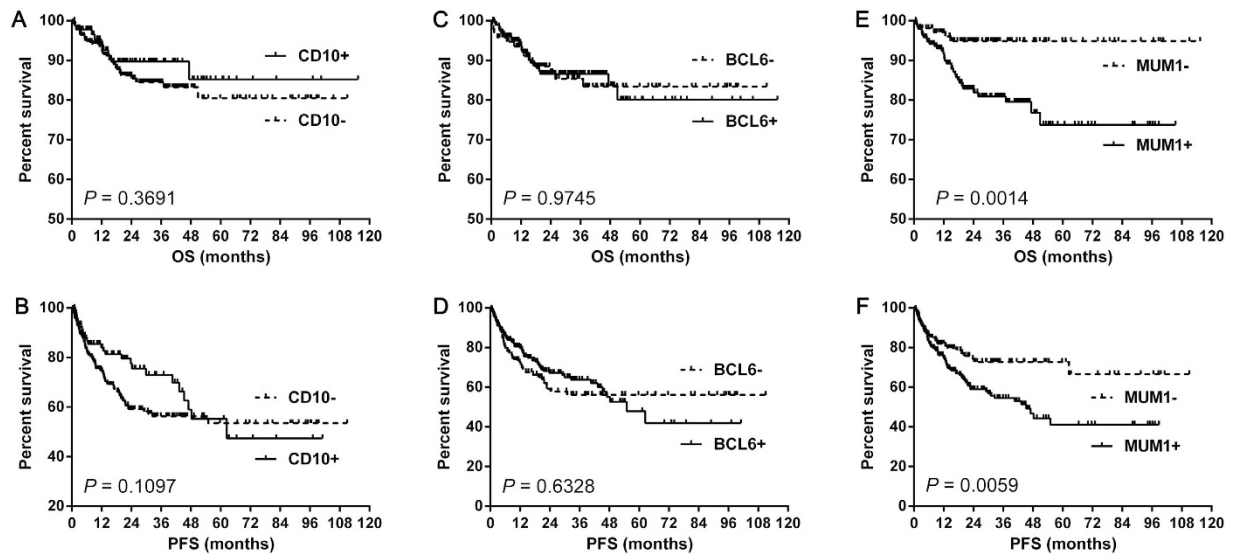 A
Percent survival
100
90
80
70
60
50
CD10+
CD10-
P = 0.3691
0 12 24 36 48 60 72 84 96 108 120
OS (months)
C
Percent survival
100
90
80
70
60
50
BCL6-
BCL6+
P = 0.9745
0 12 24 36 48 60 72 84 96 108 120
OS (months)
E
Percent survival
100
90
80
70
60
50
MUM1-
MUM1+
P = 0.0014
0 12 24 36 48 60 72 84 96 108 120
OS (months)
B
Percent survival
100
80
60
40
20
CD10-
CD10+
P = 0.1097
0 12 24 36 48 60 72 84 96 108 120
PFS (months)
D
Percent survival
100
80
60
40
20
0
BCL6-
BCL6+
P = 0.6328
0 12 24 36 48 60 72 84 96 108 120
PFS (months)
F
Percent survival
100
80
60
40
20
0
MUM1-
MUM1+
P = 0.0059
0 12 24 36 48 60 72 84 96 108 120
PFS (months)